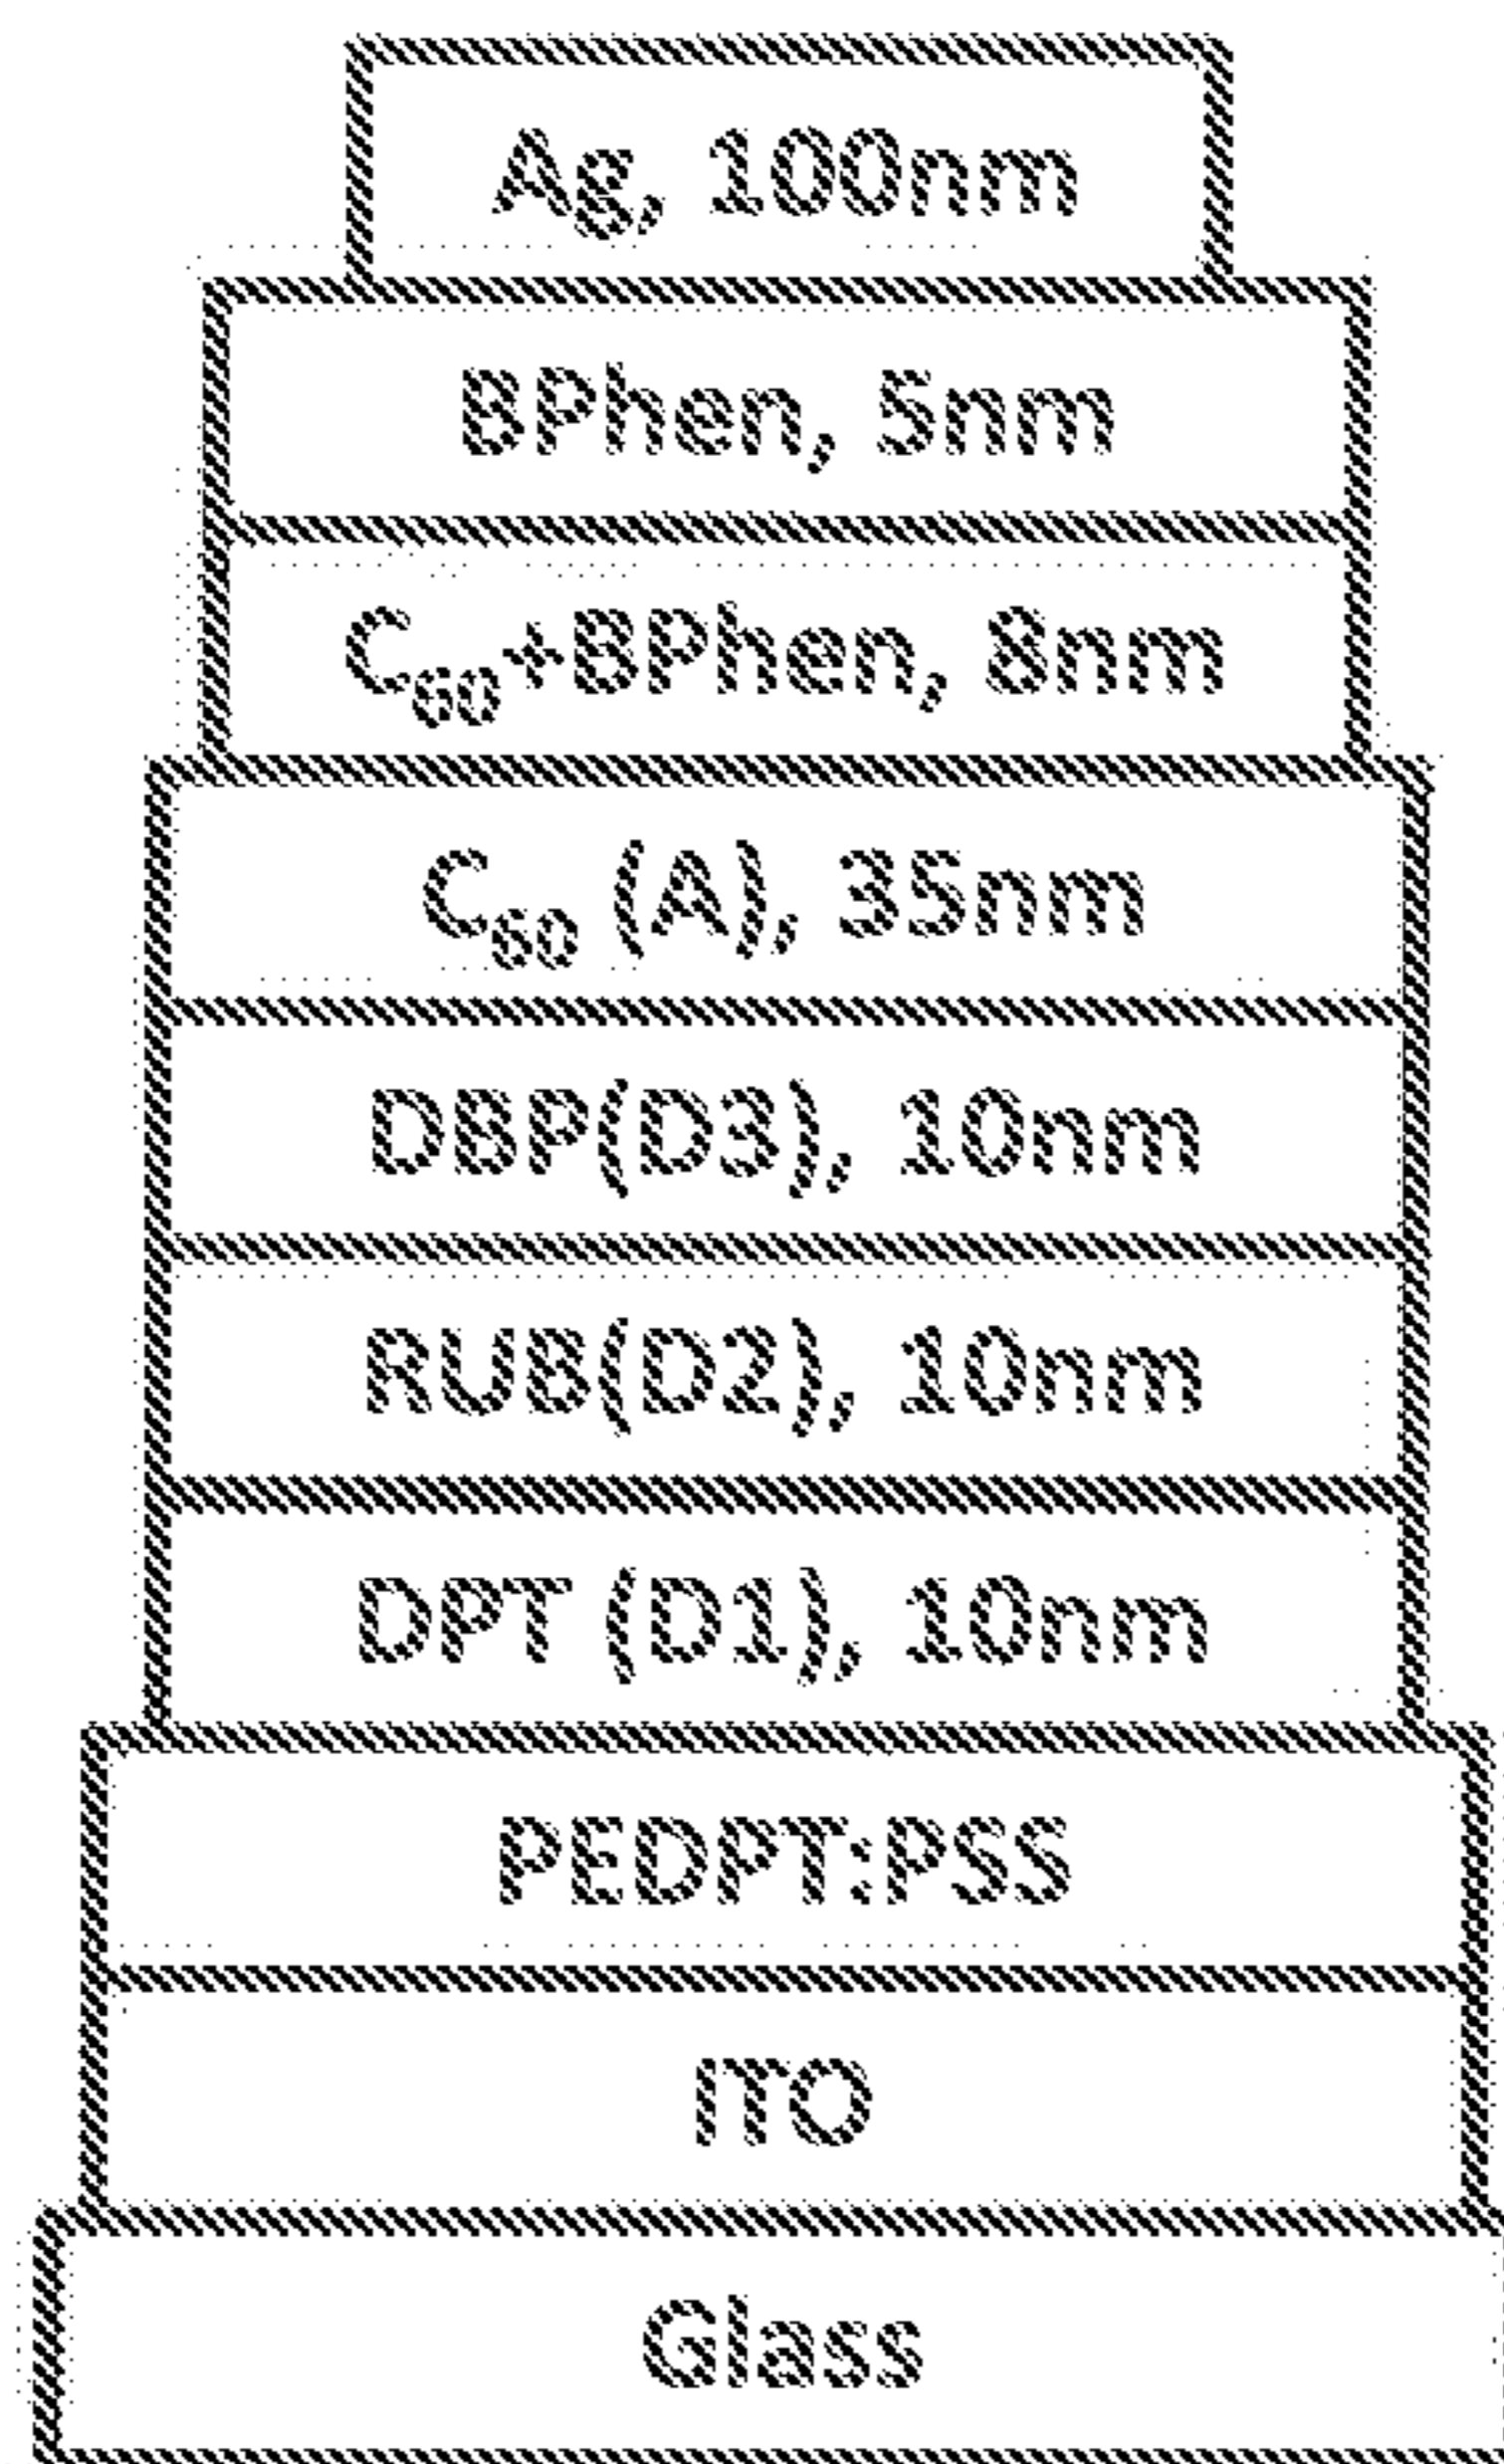 Ag, 100nm
BPhen, 5nm
C₆₀+BPhen, 8nm
C₆₀ (A), 35nm
DBP(D3), 10nm
RUB(D2), 10nm
DPT (D1), 10nm
PEDPT:PSS
ITO
Glass